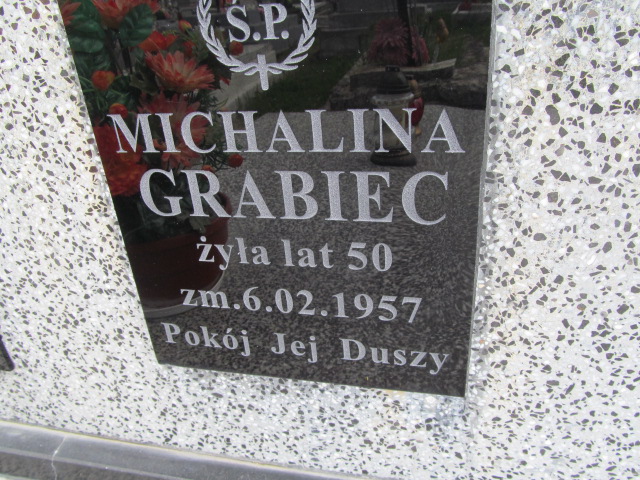 Ś.P.
MICHALINA
GRABIEC
żyła lat 50
zm.6.02.1957
Pokój Jej Duszy